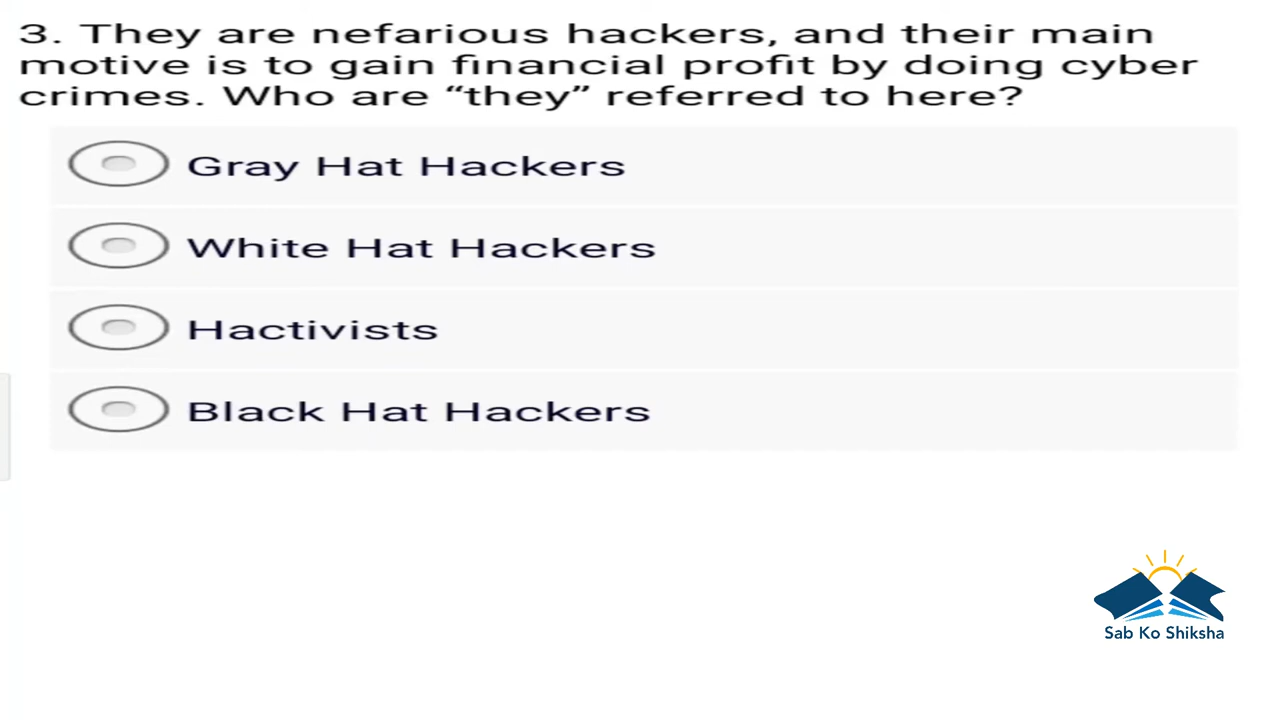 3. They are nefarious hackers, and their main
motive is to gain financial profit by doing cyber
crimes. Who are “they” referred to here?
Gray Hat Hackers
White Hat Hackers
Hactivists
Black Hat Hackers
Sab Ko Shiksha